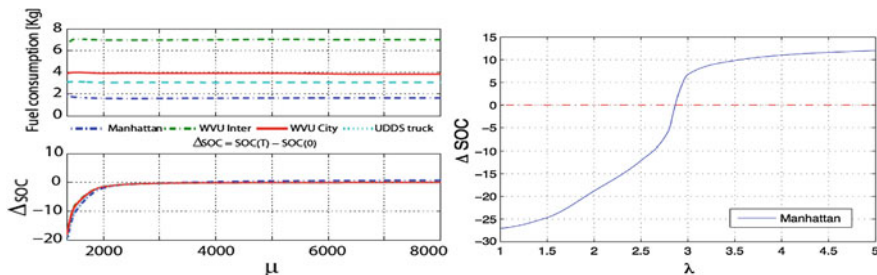 Fuel consumption [Kg]
8
6
4
2
0
Manhattan WVU Inter WVU City UDDS truck
ΔSOC = SOC(T) − SOC(0)
ΔSOC
10
0
−10
−20
2000 4000 6000 8000
μ
Δ SOC
15
10
5
0
−5
−10
−15
−20
−25
−30
Manhattan
1 1.5 2 2.5 3 3.5 4 4.5 5
λ